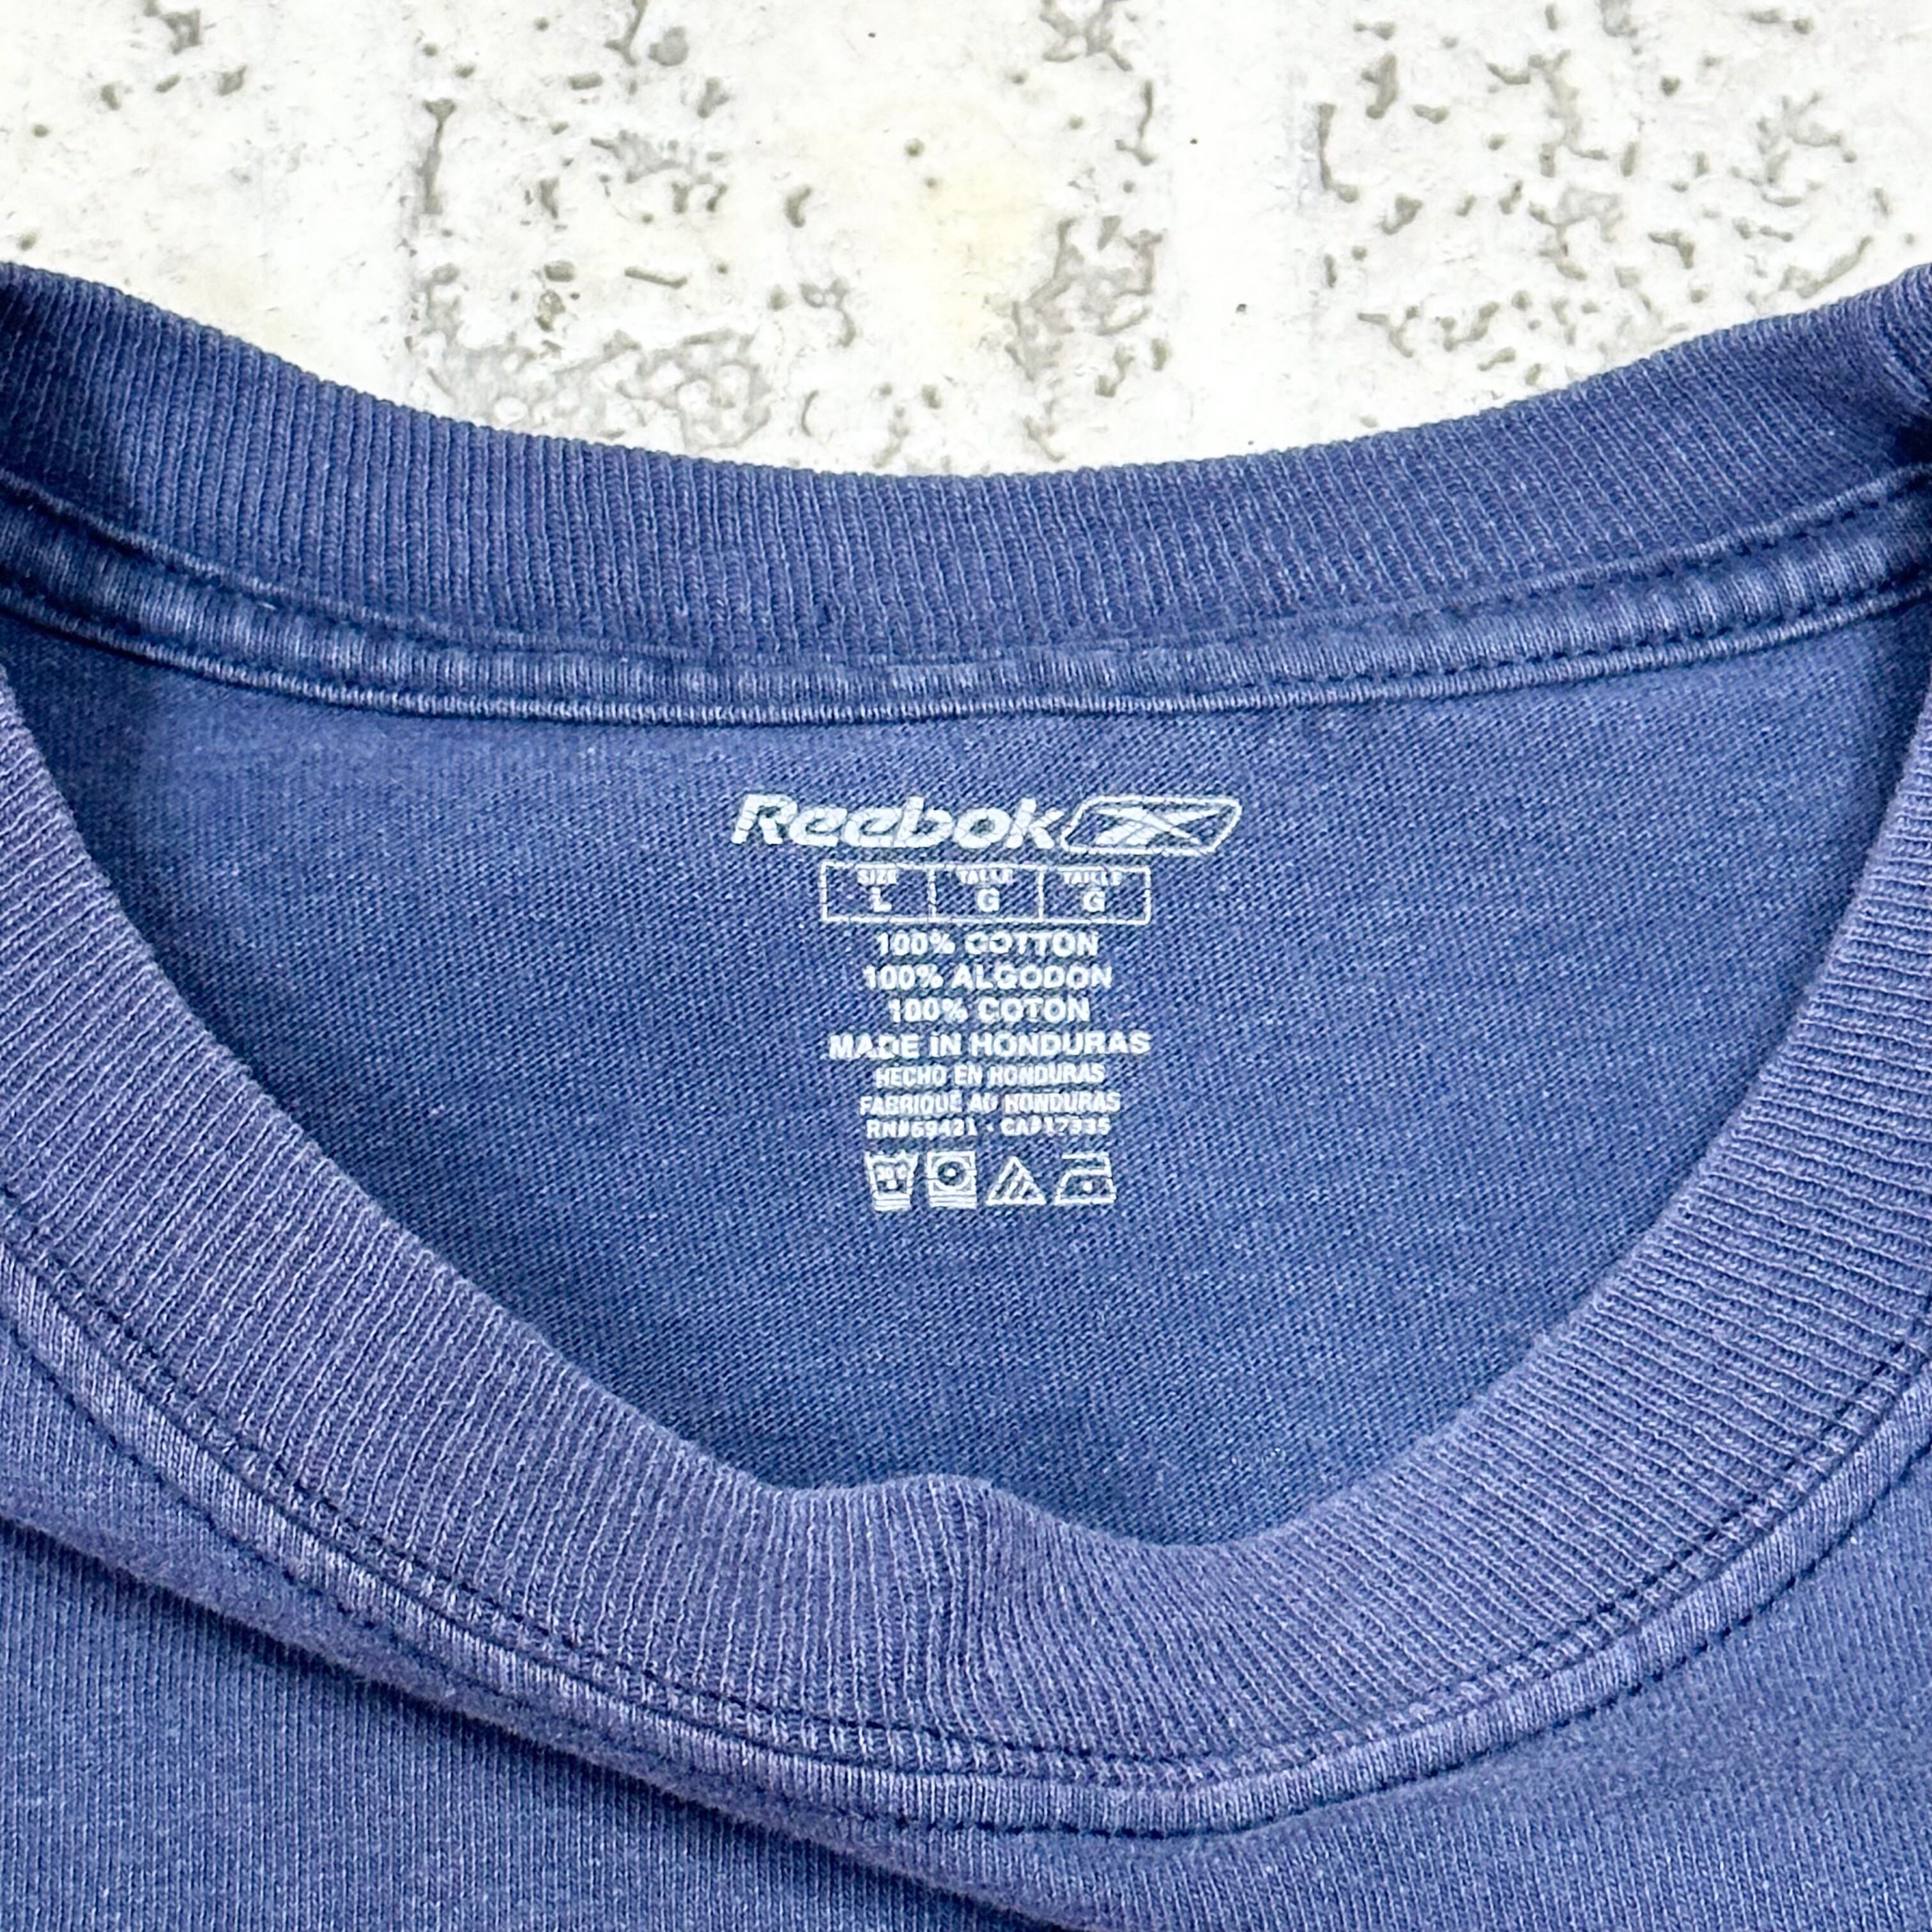 Reebok
SIZE TALLE TAILLE
L G G
100% COTTON
100% ALGODON
100% COTON
MADE IN HONDURAS
HECHO EN HONDURAS
FABRIQUE AU HONDURAS
RN#69421 · CA#17335